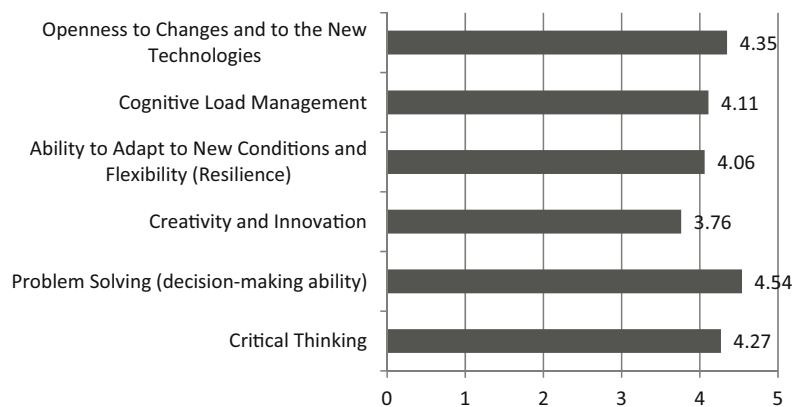 Openness to Changes and to the New
Technologies
4.35
Cognitive Load Management
4.11
Ability to Adapt to New Conditions and
Flexibility (Resilience)
4.06
Creativity and Innovation
3.76
Problem Solving (decision-making ability)
4.54
Critical Thinking
4.27
0 1 2 3 4 5